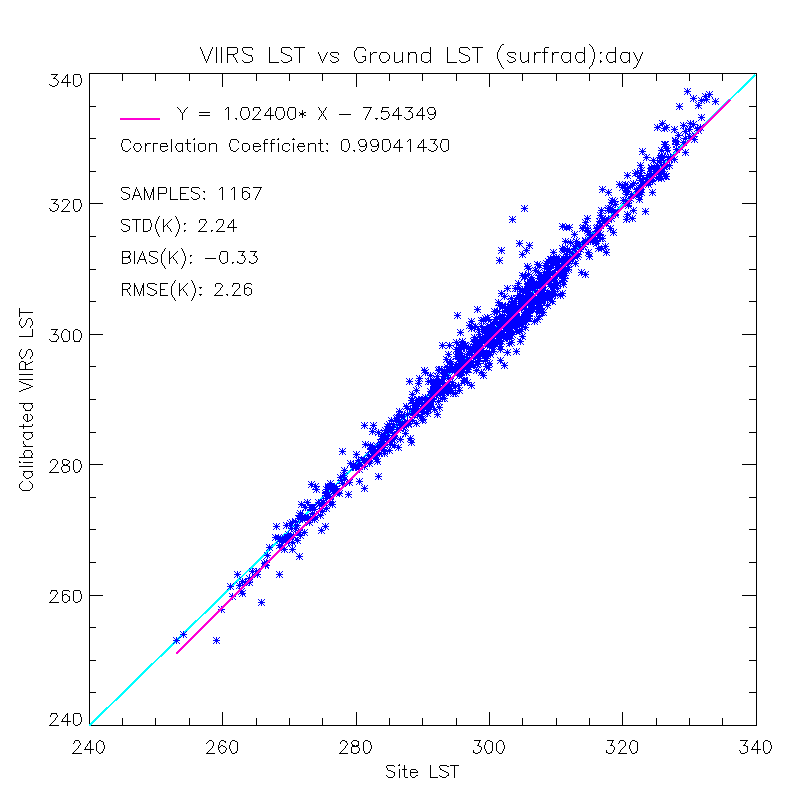 VIIRS LST vs Ground LST (surfrad):day
Y = 1.02400* X − 7.54349
Correlation Coefficient: 0.99041430
SAMPLES: 1167
STD(K): 2.24
BIAS(K): −0.33
RMSE(K): 2.26
340
320
300
280
260
240
Calibrated VIIRS LST
240 260 280 300 320 340
Site LST